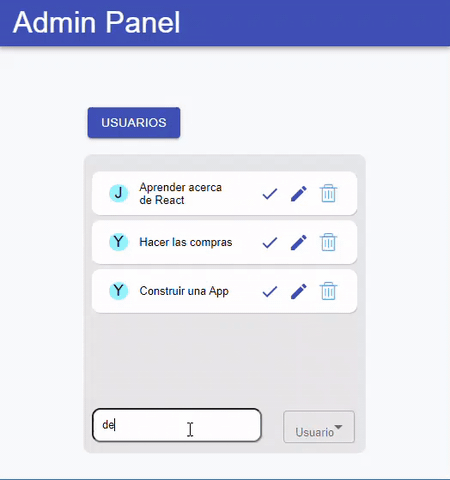 Admin Panel
USUARIOS
J
Aprender acerca
de React
Y
Hacer las compras
Y
Construir una App
de
Usuario